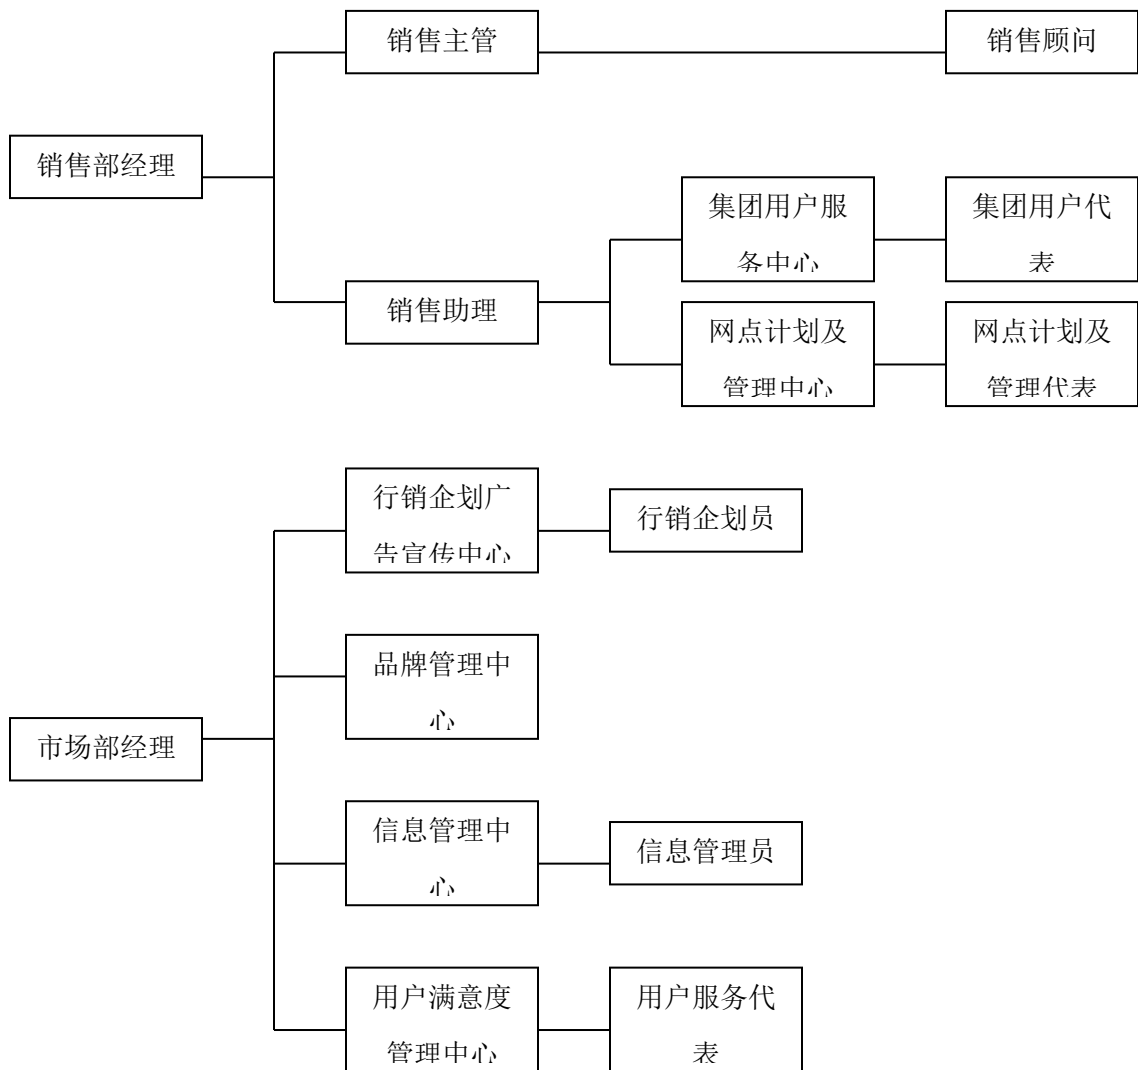 销售主管
销售顾问
销售部经理
集团用户服
务中心
集团用户代
表
销售助理
网点计划及
管理中心
网点计划及
管理代表
行销企划广
告宣传中心
行销企划员
品牌管理中
心
市场部经理
信息管理中
心
信息管理员
用户满意度
管理中心
用户服务代
表